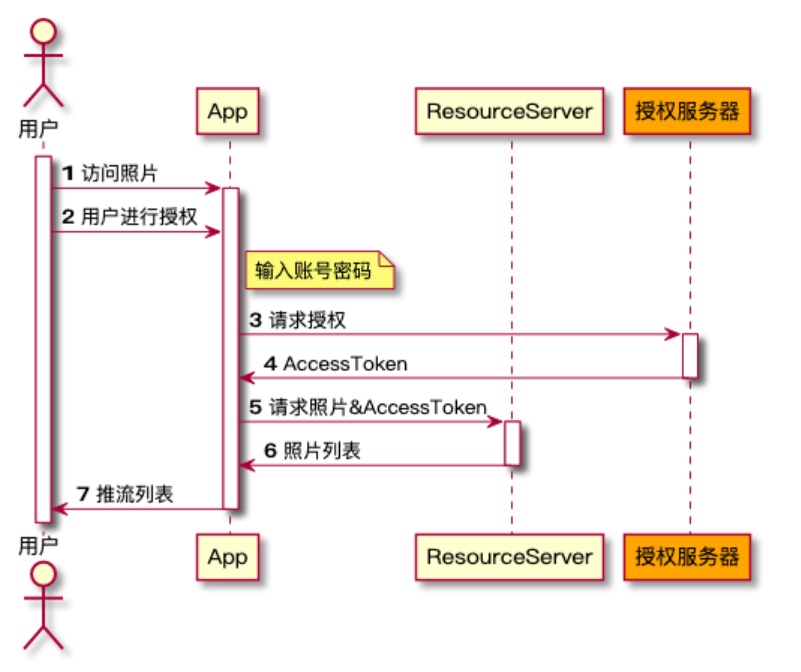 用户
App
ResourceServer
授权服务器
1 访问照片
2 用户进行授权
输入账号密码
3 请求授权
4 AccessToken
5 请求照片&AccessToken
6 照片列表
7 推流列表
用户
App
ResourceServer
授权服务器